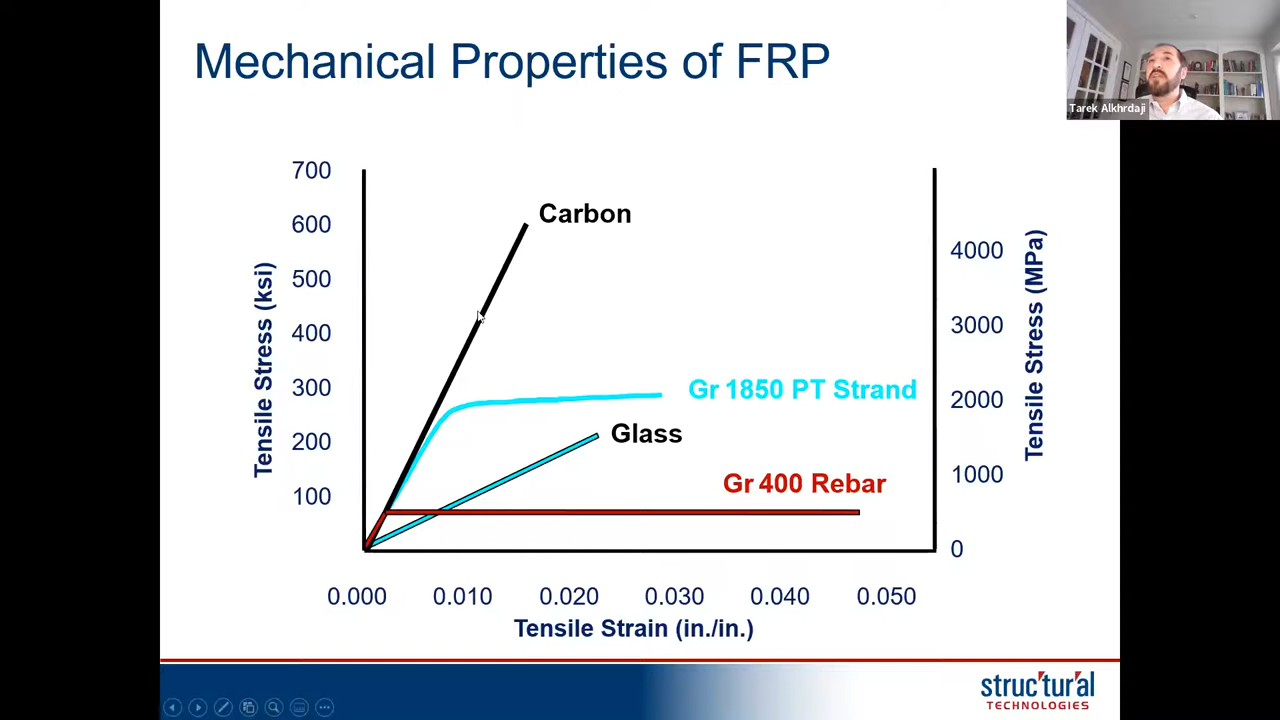 Mechanical Properties of FRP
Tarek Alkhrdaji
700
600
500
400
300
200
100
Tensile Stress (ksi)
Carbon
Gr 1850 PT Strand
Glass
Gr 400 Rebar
4000
3000
2000
1000
0
Tensile Stress (MPa)
0.000 0.010 0.020 0.030 0.040 0.050
Tensile Strain (in./in.)
structural
TECHNOLOGIES